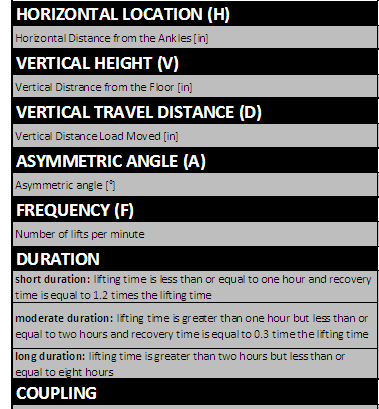 HORIZONTAL LOCATION (H)
Horizontal Distance from the Ankles [in]
VERTICAL HEIGHT (V)
Vertical Distrance from the Floor [in]
VERTICAL TRAVEL DISTANCE (D)
Vertical Distance Load Moved [in]
ASYMMETRIC ANGLE (A)
Asymmetric angle [°]
FREQUENCY (F)
Number of lifts per minute
DURATION
short duration: lifting time is less than or equal to one hour and recovery
time is equal to 1.2 times the lifting time
moderate duration: lifting time is greater than one hour but less than or
equal to two hours and recovery time is equal to 0.3 time the lifting time
long duration: lifting time is greater than two hours but less than or
equal to eight hours
COUPLING